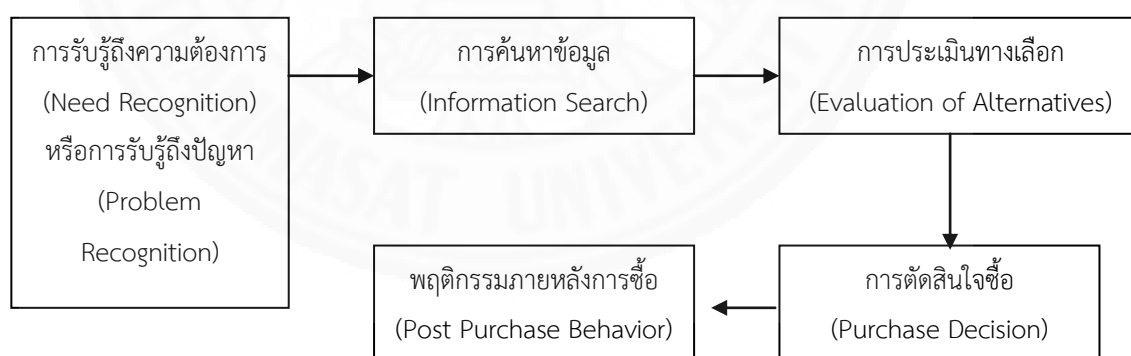 การรับรู้ถึงความต้องการ
(Need Recognition)
หรือการรับรู้ถึงปัญหา
(Problem
Recognition)
การค้นหาข้อมูล
(Information Search)
การประเมินทางเลือก
(Evaluation of Alternatives)
การตัดสินใจซื้อ
(Purchase Decision)
พฤติกรรมภายหลังการซื้อ
(Post Purchase Behavior)